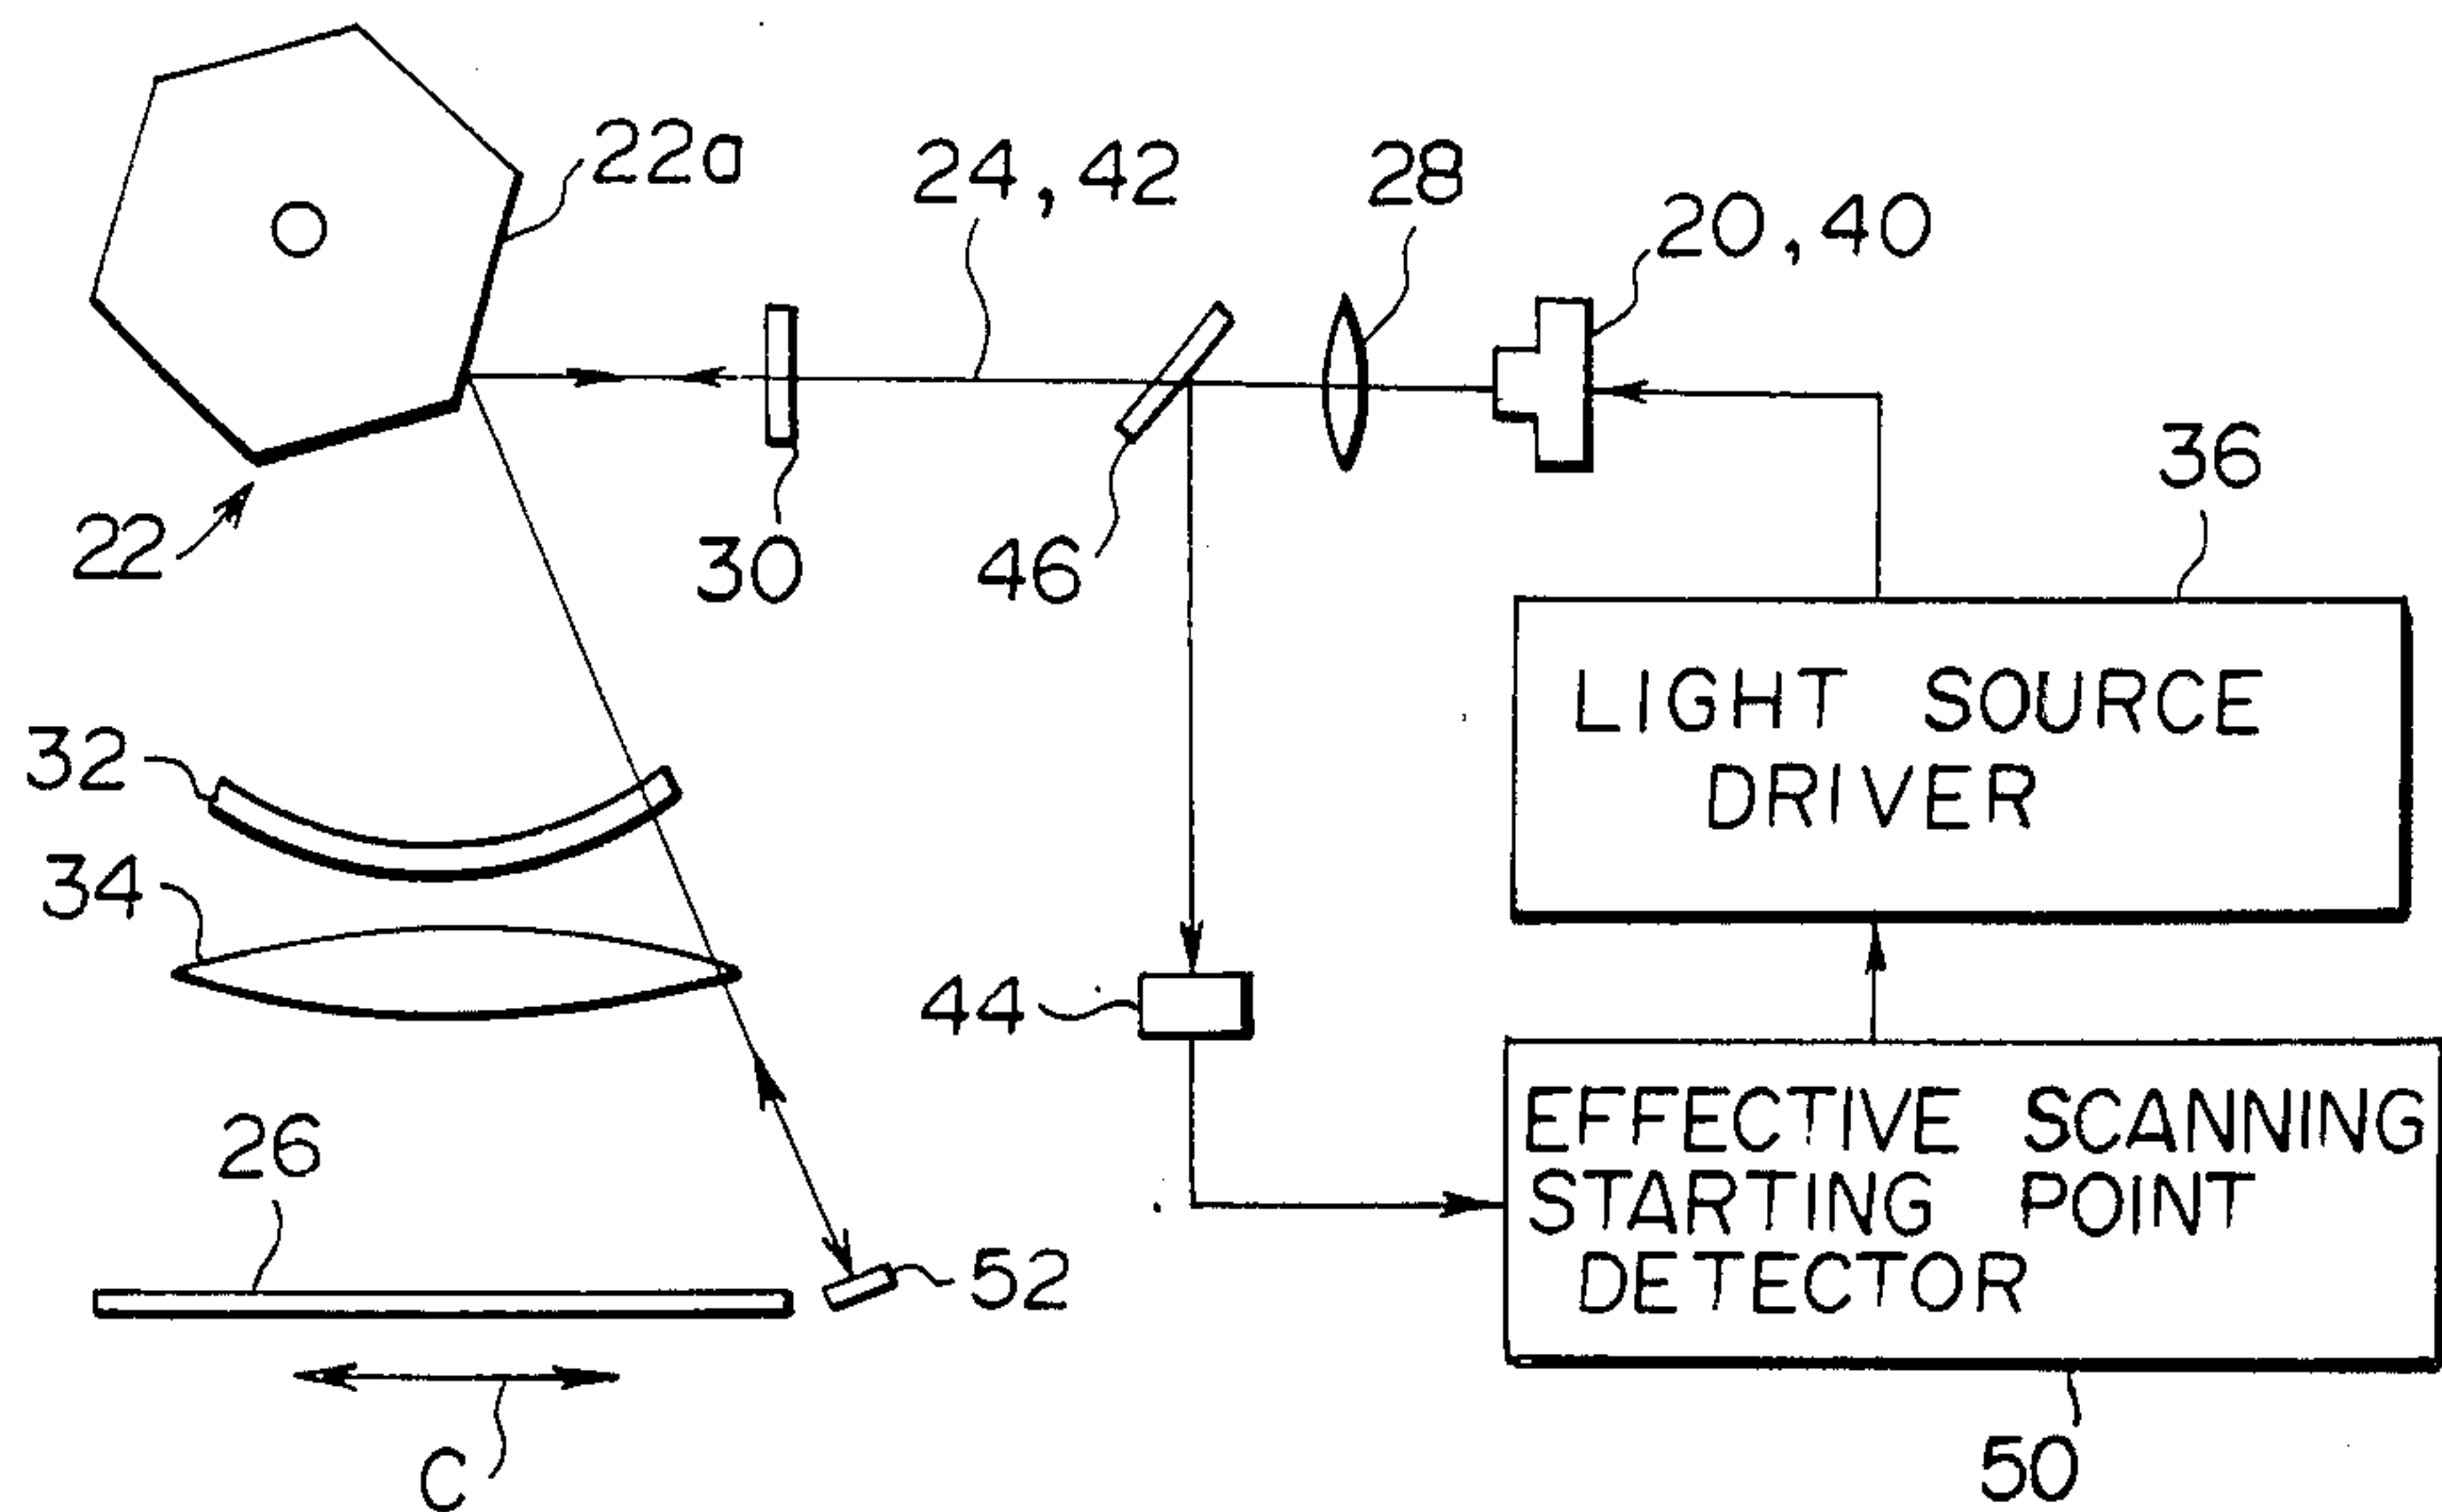 22a
24, 42
28
20, 40
36
22
30
46
LIGHT SOURCE
DRIVER
32
34
44
26
EFFECTIVE SCANNING
STARTING POINT
DETECTOR
52
C
50